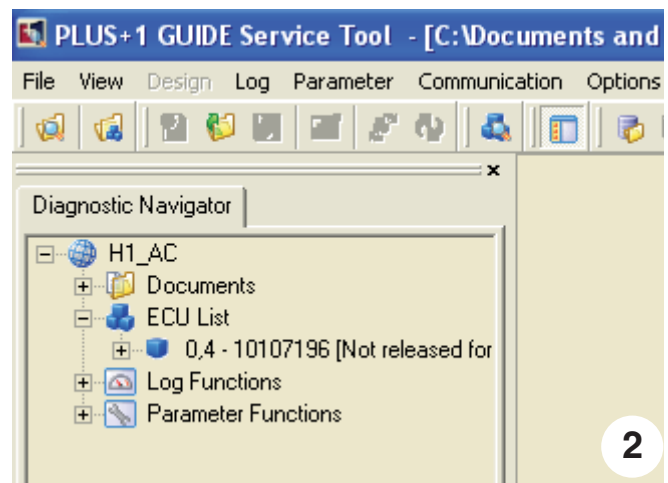 PLUS+1 GUIDE Service Tool - [C:\Documents and
File View Design Log Parameter Communication Options
x
Diagnostic Navigator
H1_AC
Documents
ECU List
0,4 - 10107196 [Not released for
Log Functions
Parameter Functions
2